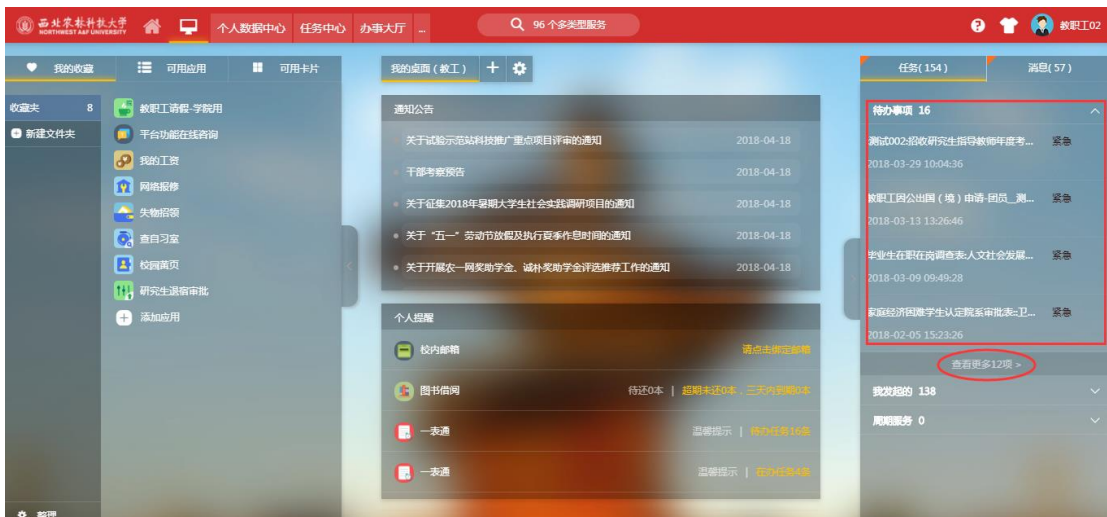 西北农林科技大学
NORTHWEST A&F UNIVERSITY
个人数据中心 任务中心 办事大厅 ...
96 个多类型服务
教职工02
我的收藏 可用应用 可用卡片
收藏夹 8
新建文件夹
教职工请假-学院用
平台功能在线咨询
我的工资
网络报修
失物招领
查自习室
校园黄页
研究生退宿审批
添加应用
整理
我的桌面（教工）
通知公告
关于试验示范站科技推广重点项目评审的通知 2018-04-18
干部考察预告 2018-04-18
关于征集2018年暑期大学生社会实践调研项目的通知 2018-04-18
关于“五一”劳动节放假及执行夏季作息时间的通知 2018-04-18
关于开展农一网奖助学金、诚朴奖助学金评选推荐工作的通知 2018-04-18
个人提醒
校内邮箱 请点击绑定邮箱
图书借阅 待还0本 | 超期未还0本，三天内到期0本
一表通 温馨提示 | 待办任务16条
一表通 温馨提示 | 在办任务4条
任务(154) 消息(57)
待办事项 16
测试002:招收研究生指导教师年度考... 紧急
2018-03-29 10:04:36
教职工因公出国（境）申请-团员_测... 紧急
2018-03-13 13:26:46
毕业生在职在岗调查表:人文社会发展... 紧急
2018-03-09 09:49:28
家庭经济困难学生认定院系审批表:_卫... 紧急
2018-02-05 15:23:26
查看更多12项 >
我发起的 138
周期服务 0